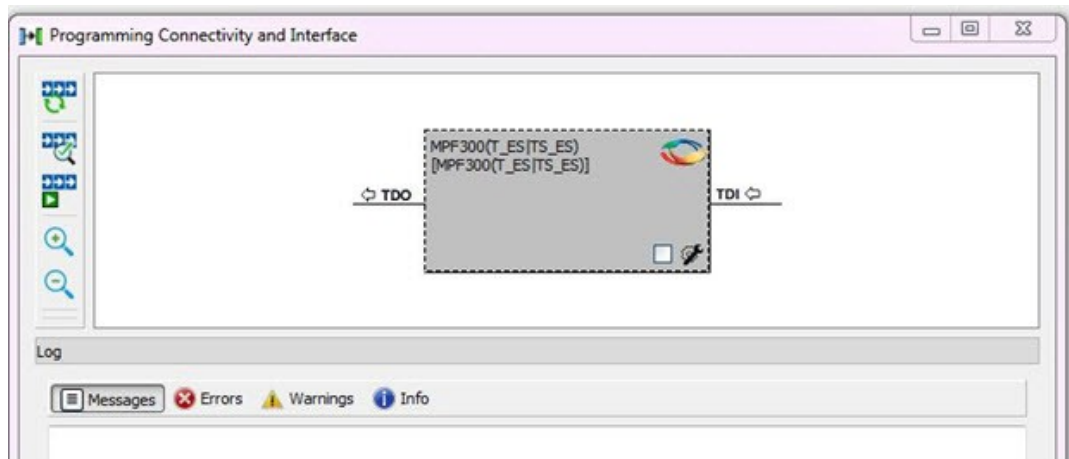 Programming Connectivity and Interface
MPF300(T_ES|TS_ES)
[MPF300(T_ES|TS_ES)]
TDO
TDI
Log
Messages Errors Warnings Info